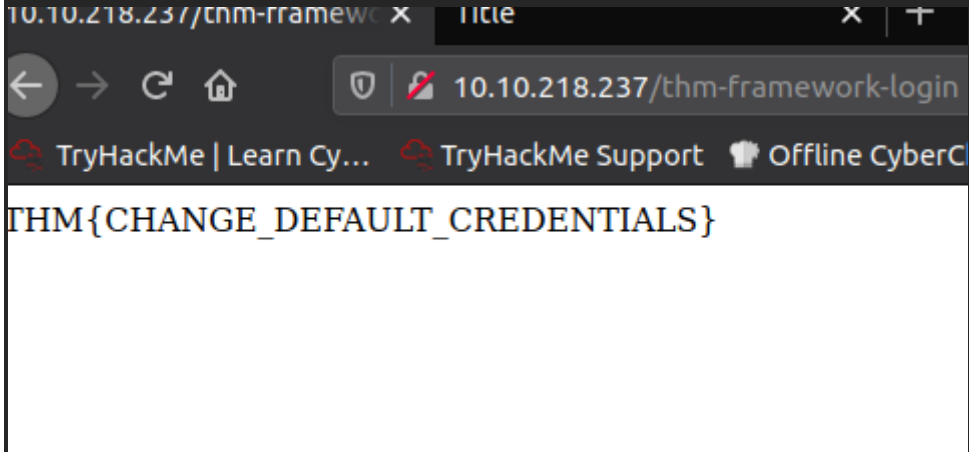 10.10.218.237/thm-framewo
Title
10.10.218.237/thm-framework-login
TryHackMe | Learn Cy... TryHackMe Support Offline CyberC
THM{CHANGE_DEFAULT_CREDENTIALS}